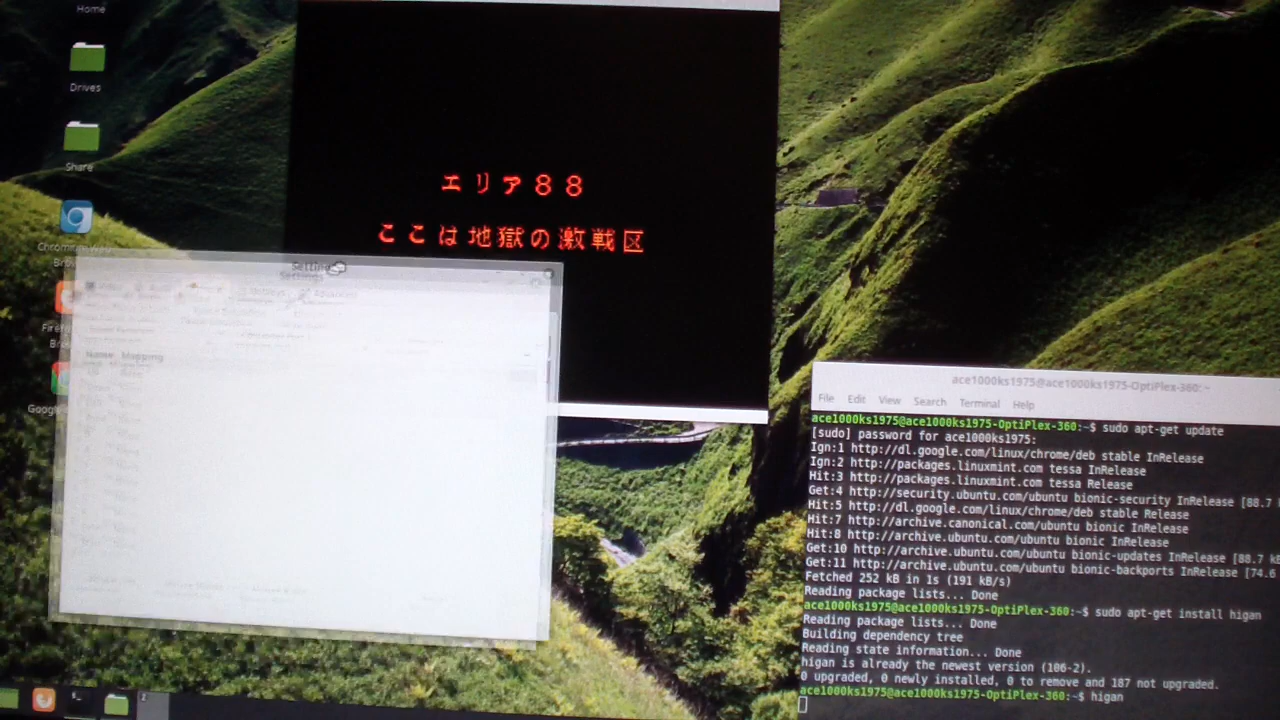 Home
Drives
Share
エリア88
ここは地獄の激戦区
Settings
Settings
Advanced
Name Mapping
ace1000ks1975@ace1000ks1975-OptiPlex-360: ~
File Edit View Search Terminal Help
ace1000ks1975@ace1000ks1975-OptiPlex-360:~$ sudo apt-get update
[sudo] password for ace1000ks1975:
Ign:1 http://dl.google.com/linux/chrome/deb stable InRelease
Ign:2 http://packages.linuxmint.com tessa InRelease
Hit:3 http://packages.linuxmint.com tessa Release
Get:4 http://security.ubuntu.com/ubuntu bionic-security InRelease [88.7
Hit:5 http://dl.google.com/linux/chrome/deb stable Release
Hit:7 http://archive.canonical.com/ubuntu bionic InRelease
Hit:8 http://archive.ubuntu.com/ubuntu bionic InRelease
Get:10 http://archive.ubuntu.com/ubuntu bionic-updates InRelease [88.7 kB
Get:11 http://archive.ubuntu.com/ubuntu bionic-backports InRelease [74.6
Fetched 252 kB in 1s (191 kB/s)
Reading package lists... Done
ace1000ks1975@ace1000ks1975-OptiPlex-360:~$ sudo apt-get install higan
Reading package lists... Done
Building dependency tree
Reading state information... Done
higan is already the newest version (106-2).
0 upgraded, 0 newly installed, 0 to remove and 187 not upgraded.
ace1000ks1975@ace1000ks1975-OptiPlex-360:~$ higan